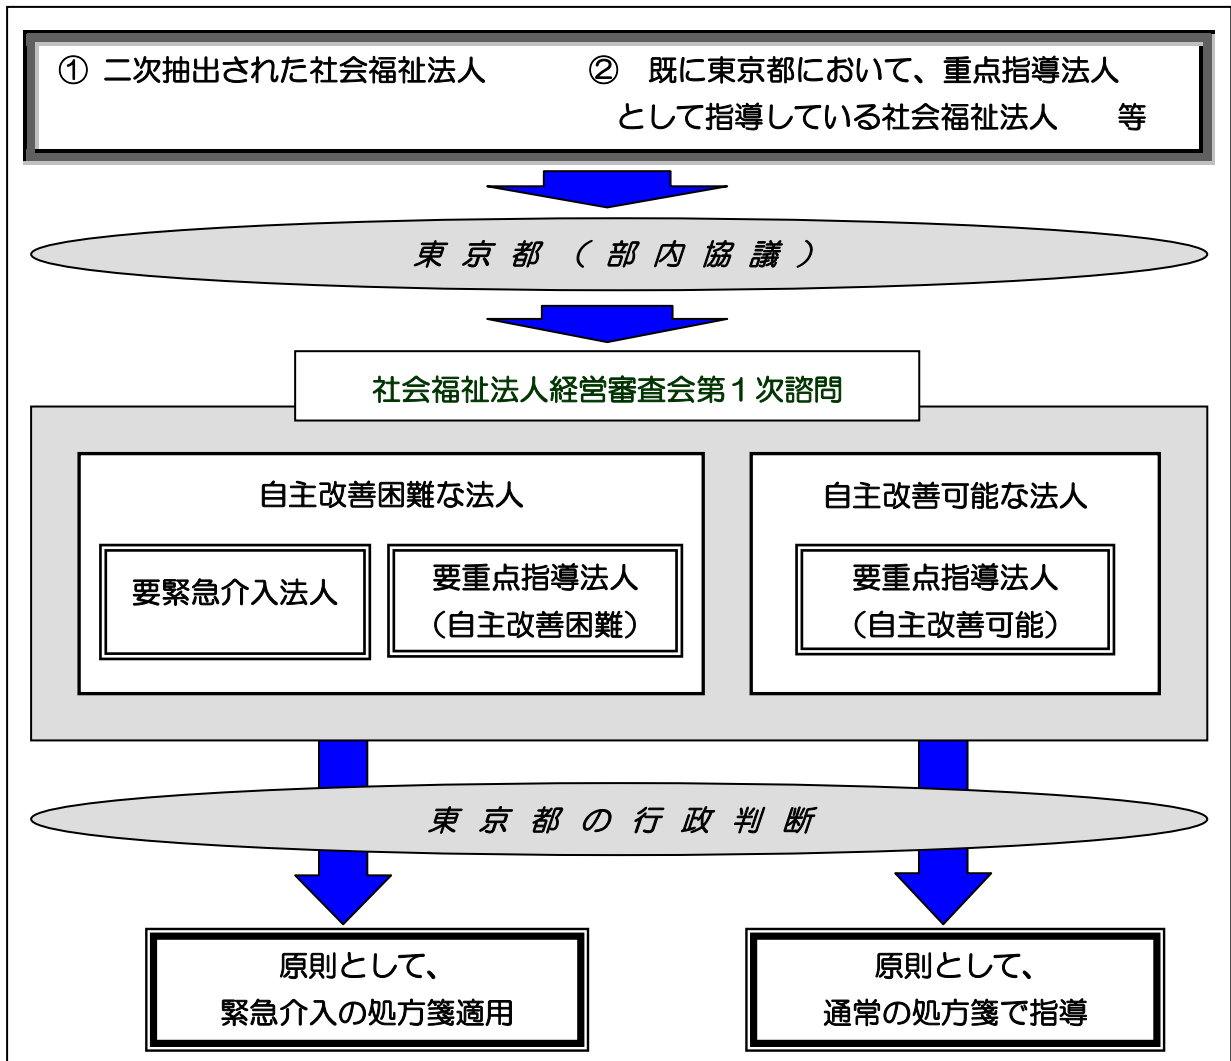 ① 二次抽出された社会福祉法人
② 既に東京都において、重点指導法人
として指導している社会福祉法人 等
東京都(部内協議)
社会福祉法人経営審査会第1次諮問
自主改善困難な法人
要緊急介入法人
要重点指導法人
(自主改善困難)
自主改善可能な法人
要重点指導法人
(自主改善可能)
東京都の行政判断
原則として、
緊急介入の処方箋適用
原則として、
通常の処方箋で指導